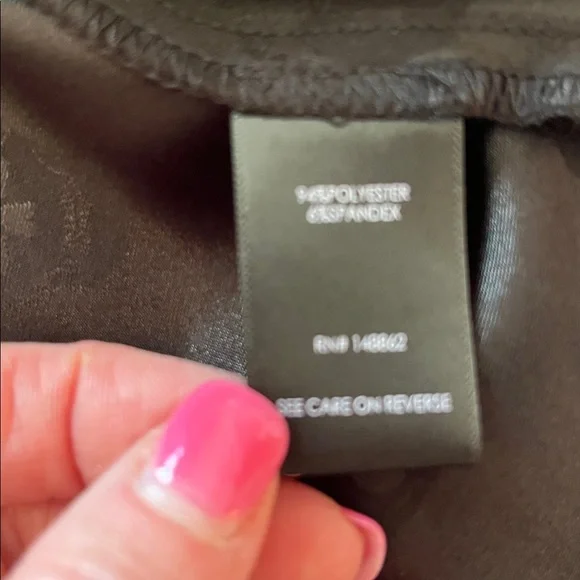 94% POLYESTER
6% SPANDEX
RN# 148862
SEE CARE ON REVERSE